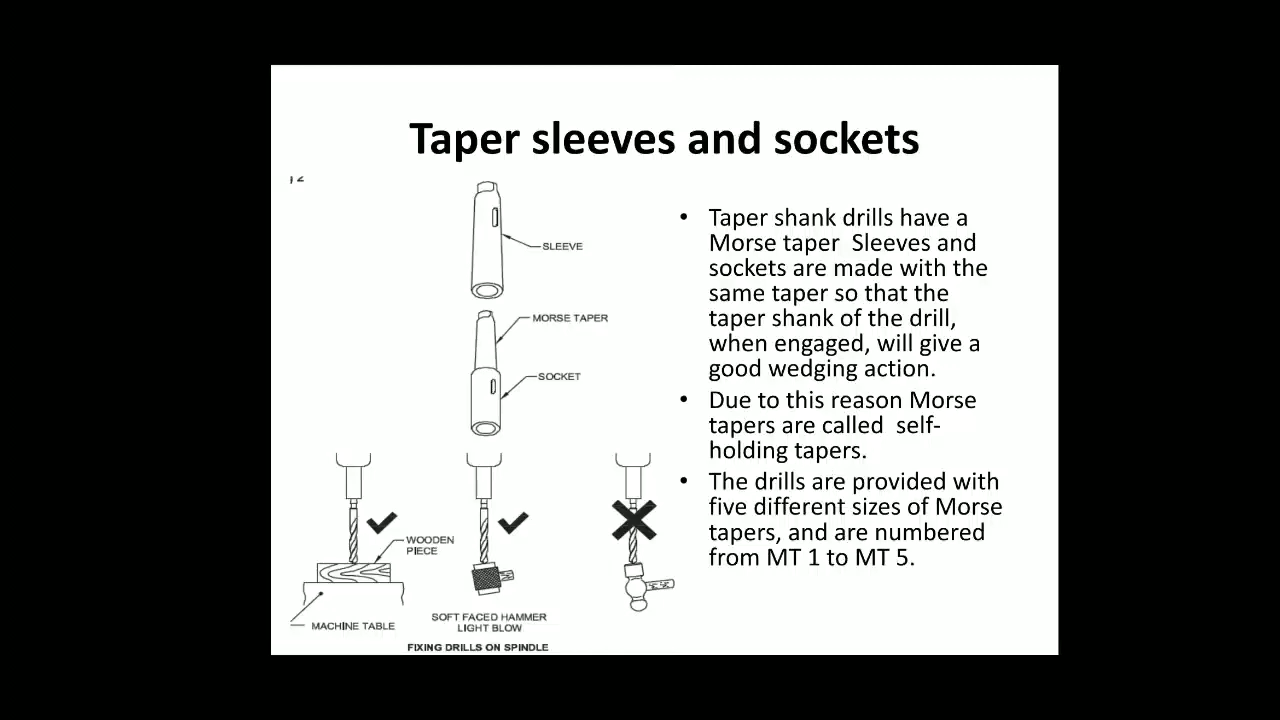 Taper sleeves and sockets
12
SLEEVE
MORSE TAPER
SOCKET
WOODEN
PIECE
MACHINE TABLE
SOFT FACED HAMMER
LIGHT BLOW
FIXING DRILLS ON SPINDLE
• Taper shank drills have a
Morse taper  Sleeves and
sockets are made with the
same taper so that the
taper shank of the drill,
when engaged, will give a
good wedging action.
• Due to this reason Morse
tapers are called  self-
holding tapers.
• The drills are provided with
five different sizes of Morse
tapers, and are numbered
from MT 1 to MT 5.